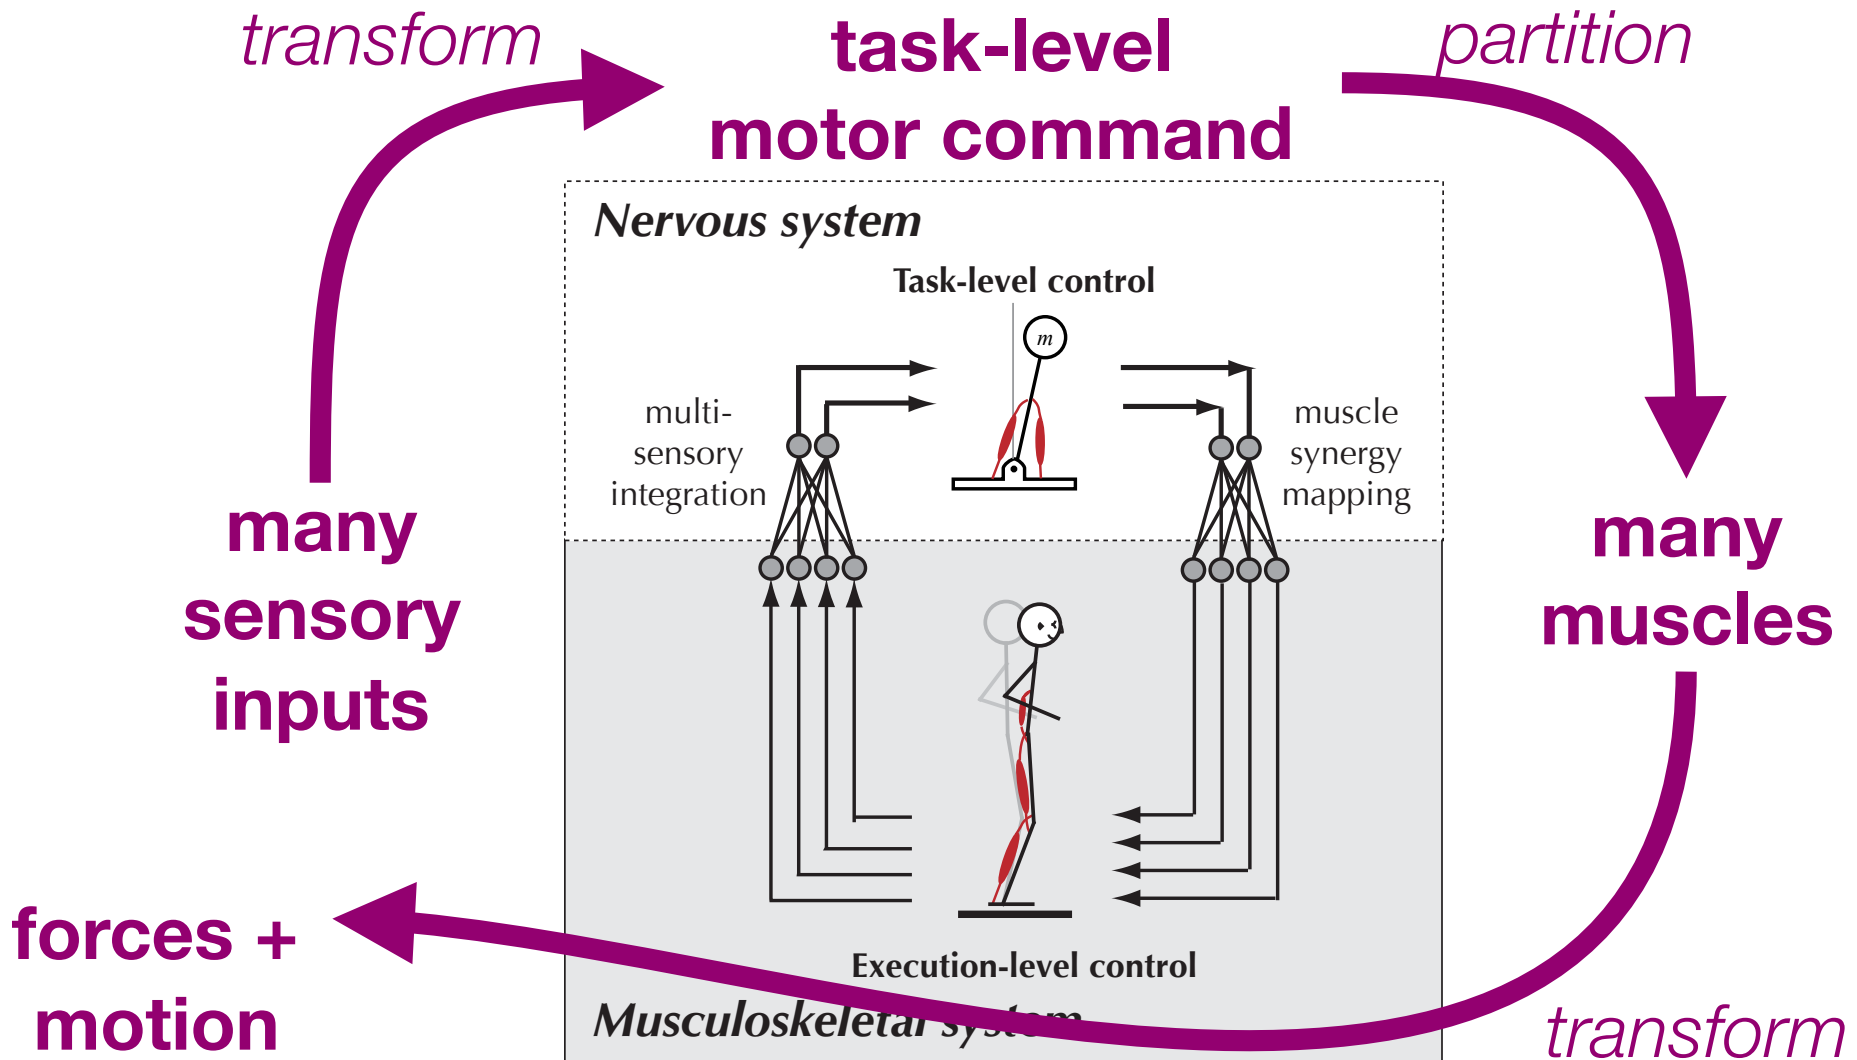 transform
task-level
motor command
partition
Nervous system
Task-level control
m
multi-
sensory
integration
muscle
synergy
mapping
many
sensory
inputs
many
muscles
forces +
motion
Execution-level control
Musculoskeletal system
transform